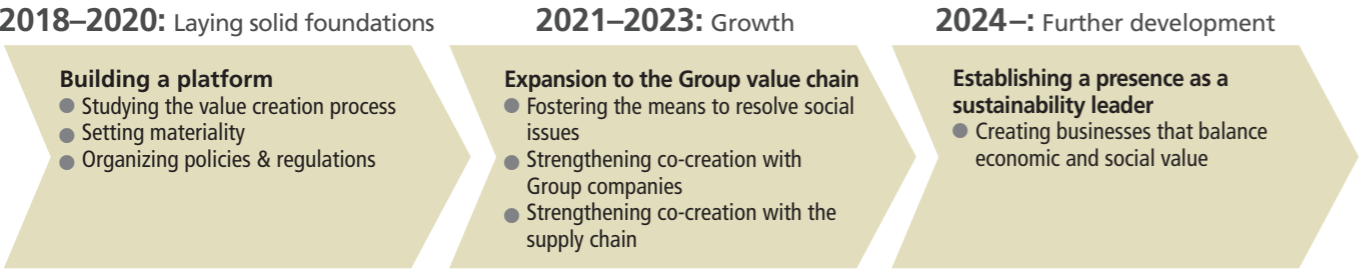 2018–2020: Laying solid foundations
Building a platform
● Studying the value creation process
● Setting materiality
● Organizing policies & regulations
2021–2023: Growth
Expansion to the Group value chain
● Fostering the means to resolve social
issues
● Strengthening co-creation with
Group companies
● Strengthening co-creation with the
supply chain
2024–: Further development
Establishing a presence as a
sustainability leader
● Creating businesses that balance
economic and social value